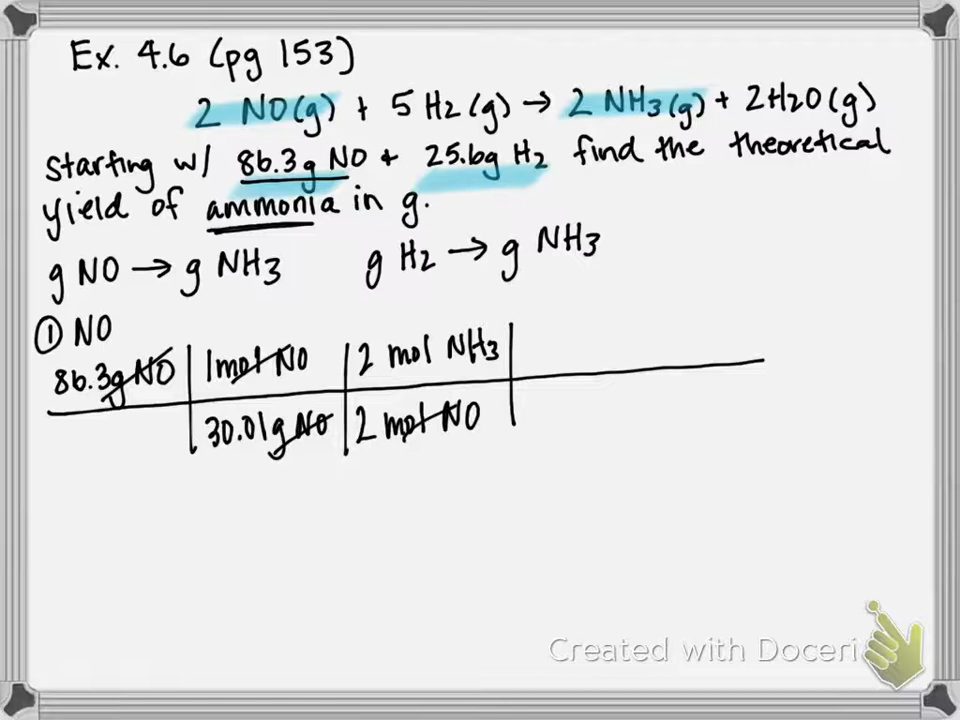 Ex. 4.6 (pg 153)
2 NO(g) + 5 H2(g) → 2 NH3(g) + 2H2O(g)
Starting w/ 86.3g NO + 25.6g H2 find the theoretical
yield of ammonia in g.
g NO → g NH3 g H2 → g NH3
① NO
86.3g NO | 1 mol NO | 2 mol NH3 |
30.01g NO | 2 mol NO |
Created with Doceri